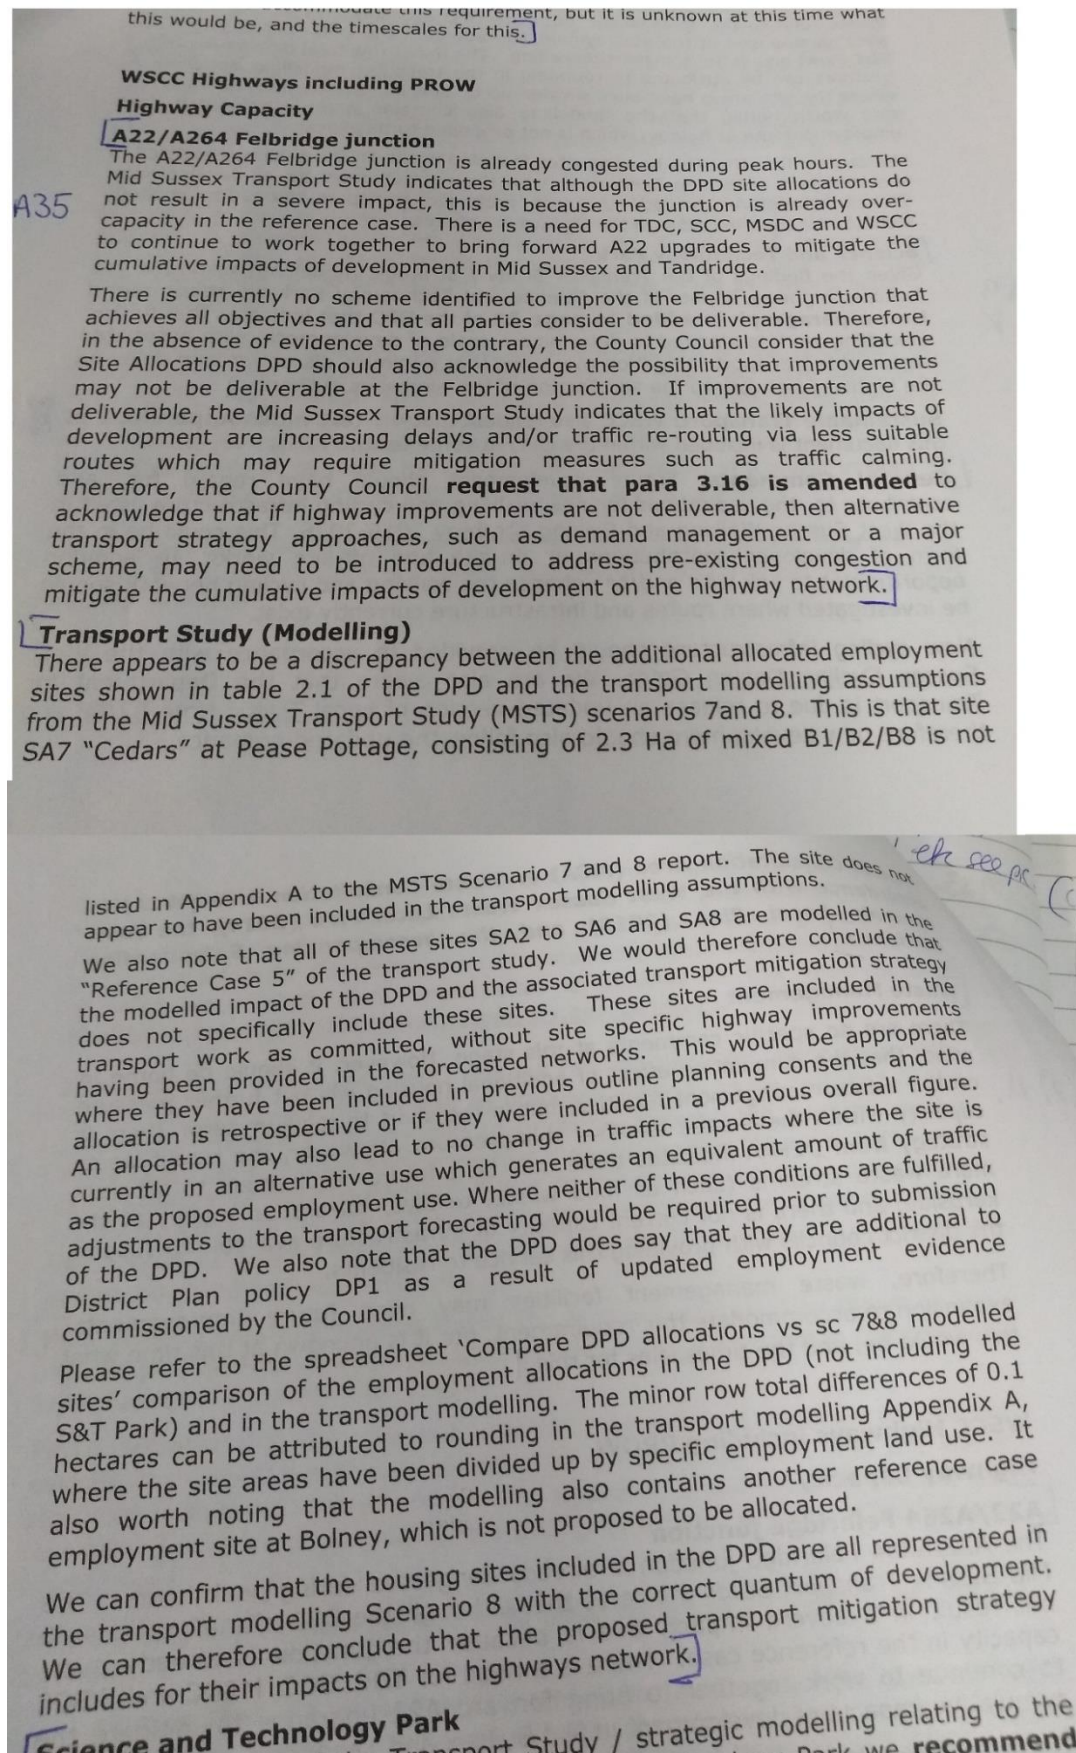 this requirement, but it is unknown at this time what
this would be, and the timescales for this.
WSCC Highways including PROW
Highway Capacity
A22/A264 Felbridge junction
The A22/A264 Felbridge junction is already congested during peak hours. The
Mid Sussex Transport Study indicates that although the DPD site allocations do
A35
not result in a severe impact, this is because the junction is already over-
capacity in the reference case. There is a need for TDC, SCC, MSDC and WSCC
to continue to work together to bring forward A22 upgrades to mitigate the
cumulative impacts of development in Mid Sussex and Tandridge.
There is currently no scheme identified to improve the Felbridge junction that
achieves all objectives and that all parties consider to be deliverable. Therefore,
in the absence of evidence to the contrary, the County Council consider that the
Site Allocations DPD should also acknowledge the possibility that improvements
may not be deliverable at the Felbridge junction. If improvements are not
deliverable, the Mid Sussex Transport Study indicates that the likely impacts of
development are increasing delays and/or traffic re-routing via less suitable
routes which may require mitigation measures such as traffic calming.
Therefore, the County Council request that para 3.16 is amended to
acknowledge that if highway improvements are not deliverable, then alternative
transport strategy approaches, such as demand management or a major
scheme, may need to be introduced to address pre-existing congestion and
mitigate the cumulative impacts of development on the highway network.
Transport Study (Modelling)
There appears to be a discrepancy between the additional allocated employment
sites shown in table 2.1 of the DPD and the transport modelling assumptions
from the Mid Sussex Transport Study (MSTS) scenarios 7and 8. This is that site
SA7 "Cedars" at Pease Pottage, consisting of 2.3 Ha of mixed B1/B2/B8 is not
see
listed in Appendix A to the MSTS Scenario 7 and 8 report. The site does not
appear to have been included in the transport modelling assumptions.
We also note that all of these sites SA2 to SA6 and SA8 are modelled in the
"Reference Case 5" of the transport study. We would therefore conclude that
the modelled impact of the DPD and the associated transport mitigation strategy
does not specifically include these sites. These sites are included in the
transport work as committed, without site specific highway improvements
having been provided in the forecasted networks. This would be appropriate
where they have been included in previous outline planning consents and the
allocation is retrospective or if they were included in a previous overall figure.
An allocation may also lead to no change in traffic impacts where the site is
currently in an alternative use which generates an equivalent amount of traffic
as the proposed employment use. Where neither of these conditions are fulfilled,
adjustments to the transport forecasting would be required prior to submission
of the DPD. We also note that the DPD does say that they are additional to
District Plan policy DP1 as a result of updated employment evidence
commissioned by the Council.
Please refer to the spreadsheet 'Compare DPD allocations vs sc 7&8 modelled
sites' comparison of the employment allocations in the DPD (not including the
S&T Park) and in the transport modelling. The minor row total differences of 0.1
hectares can be attributed to rounding in the transport modelling Appendix A,
where the site areas have been divided up by specific employment land use. It
also worth noting that the modelling also contains another reference case
employment site at Bolney, which is not proposed to be allocated.
We can confirm that the housing sites included in the DPD are all represented in
the transport modelling Scenario 8 with the correct quantum of development.
We can therefore conclude that the proposed transport mitigation strategy
includes for their impacts on the highways network.
Science and Technology Park
Study / strategic modelling relating to the
we recommend